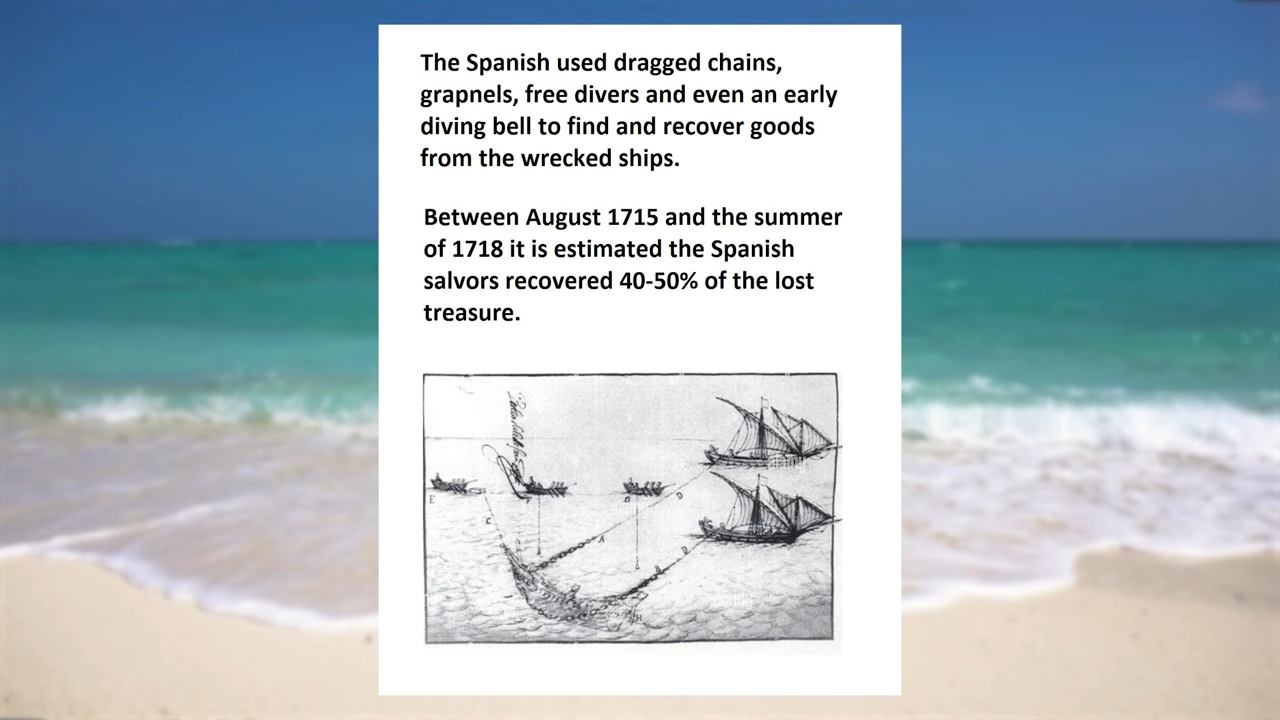 The Spanish used dragged chains,
grapnels, free divers and even an early
diving bell to find and recover goods
from the wrecked ships.
Between August 1715 and the summer
of 1718 it is estimated the Spanish
salvors recovered 40-50% of the lost
treasure.
E
C
A
D
D
H